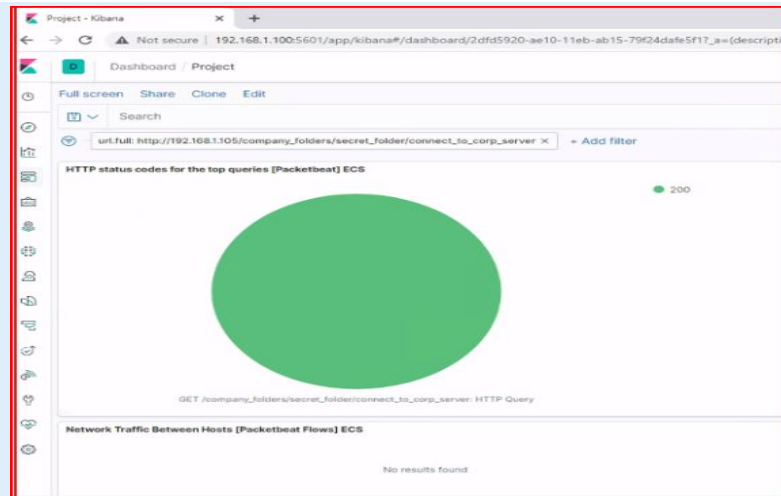 Project - Kibana
Not secure | 192.168.1.100:5601/app/kibana#/dashboard/2dfd5920-ae10-11eb-ab15-79f24dafe5f1?_a=(descripti
D Dashboard / Project
Full screen Share Clone Edit
Search
url.full: http://192.168.1.105/company_folders/secret_folder/connect_to_corp_server × + Add filter
HTTP status codes for the top queries [Packetbeat] ECS
200
GET /company_folders/secret_folder/connect_to_corp_server: HTTP Query
Network Traffic Between Hosts [Packetbeat Flows] ECS
No results found